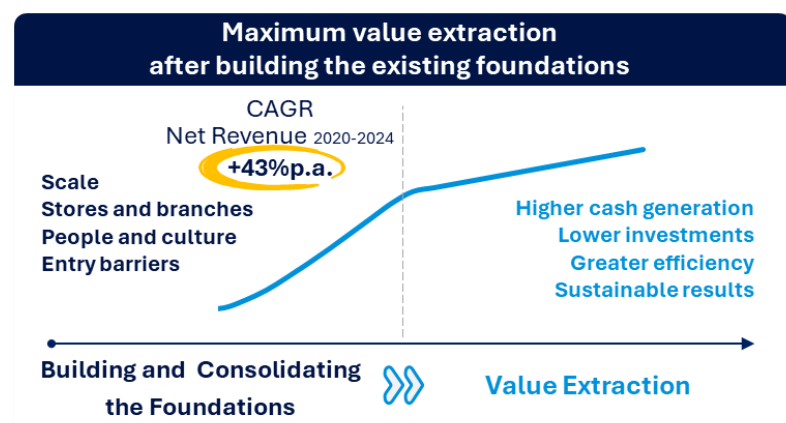 Maximum value extraction
after building the existing foundations
CAGR
Net Revenue 2020-2024
+43%p.a.
Scale
Stores and branches
People and culture
Entry barriers
Higher cash generation
Lower investments
Greater efficiency
Sustainable results
Building and Consolidating
the Foundations
Value Extraction